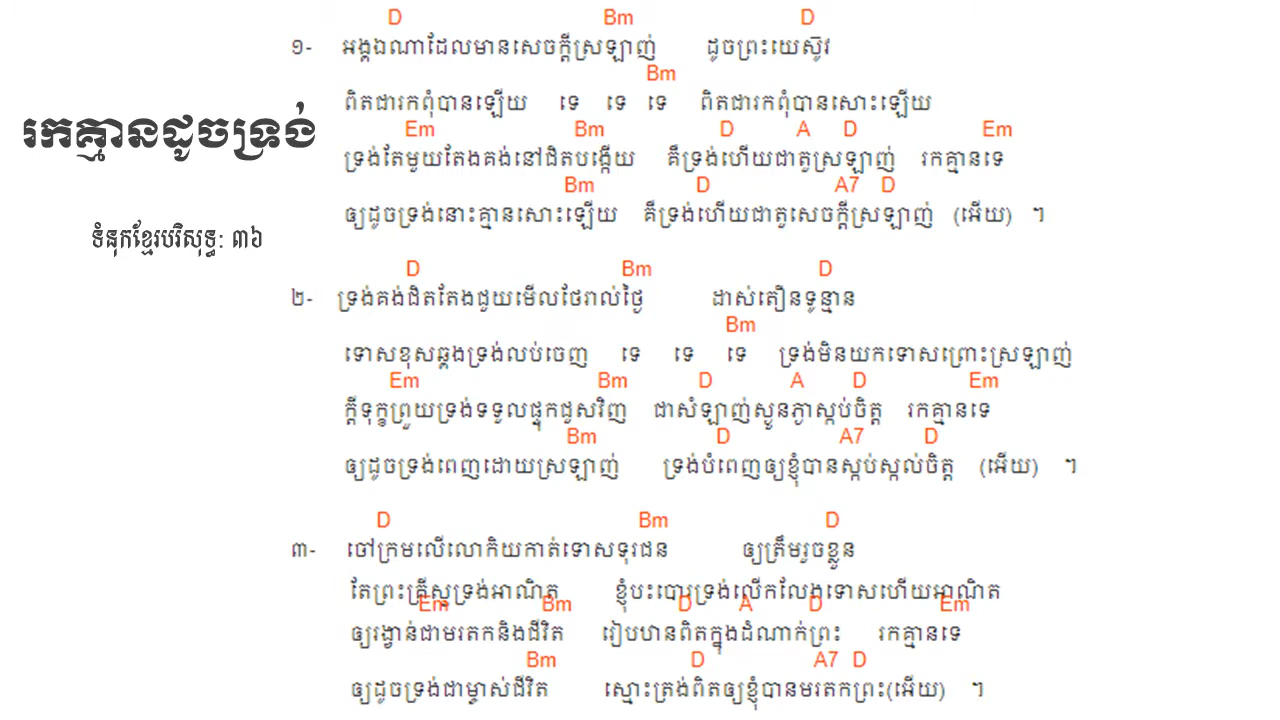 រកគ្មានដូចទ្រង់
ទំនុកខ្មែរបរិសុទ្ធ: ៣៦
D Bm D
១- អង្គឯណាដែលមានសេចក្ដីស្រឡាញ់ ដូចព្រះយេស៊ូវ
Bm
ពិតជារកពុំបានឡើយ ទេ ទេ ទេ ពិតជារកពុំបានសោះឡើយ
Em Bm D A D Em
ទ្រង់តែមួយតែងគង់នៅជិតបង្កើយ គឺទ្រង់ហើយជាតួស្រឡាញ់ រកគ្មានទេ
Bm D A7 D
ឲ្យដូចទ្រង់នោះគ្មានសោះឡើយ គឺទ្រង់ហើយជាតួសេចក្ដីស្រឡាញ់ (អើយ) ។
D Bm D
២- ទ្រង់គង់ជិតតែងជួយមើលថែរាល់ថ្ងៃ ដាស់តឿនទូន្មាន
Bm
ទោសខុសឆ្គងទ្រង់លប់ចេញ ទេ ទេ ទេ ទ្រង់មិនយកទោសព្រោះស្រឡាញ់
Em Bm D A D Em
ក្ដីទុក្ខព្រួយទ្រង់ទទួលផ្ទុកជួសវិញ ជាសំឡាញ់ស្ងួនភ្ងាស្កប់ចិត្ត រកគ្មានទេ
Bm D A7 D
ឲ្យដូចទ្រង់ពេញដោយស្រឡាញ់ ទ្រង់បំពេញឲ្យខ្ញុំបានស្កប់ស្កល់ចិត្ត (អើយ) ។
D Bm D
៣- ចៅក្រមលើលោកិយកាត់ទោសទុរជន ឲ្យត្រឹមរួចខ្លួន
តែព្រះគ្រីស្ទទ្រង់អាណិត ខ្ញុំបះបោរទ្រង់លើកលែងទោសហើយអាណិត
Em Bm D A D Em
ឲ្យរង្វាន់ជាមរតកនិងជីវិត រៀបឋានពិតក្នុងដំណាក់ព្រះ រកគ្មានទេ
Bm D A7 D
ឲ្យដូចទ្រង់ជាម្ចាស់ជីវិត ស្មោះត្រង់ពិតឲ្យខ្ញុំបានមរតកព្រះ(អើយ) ។